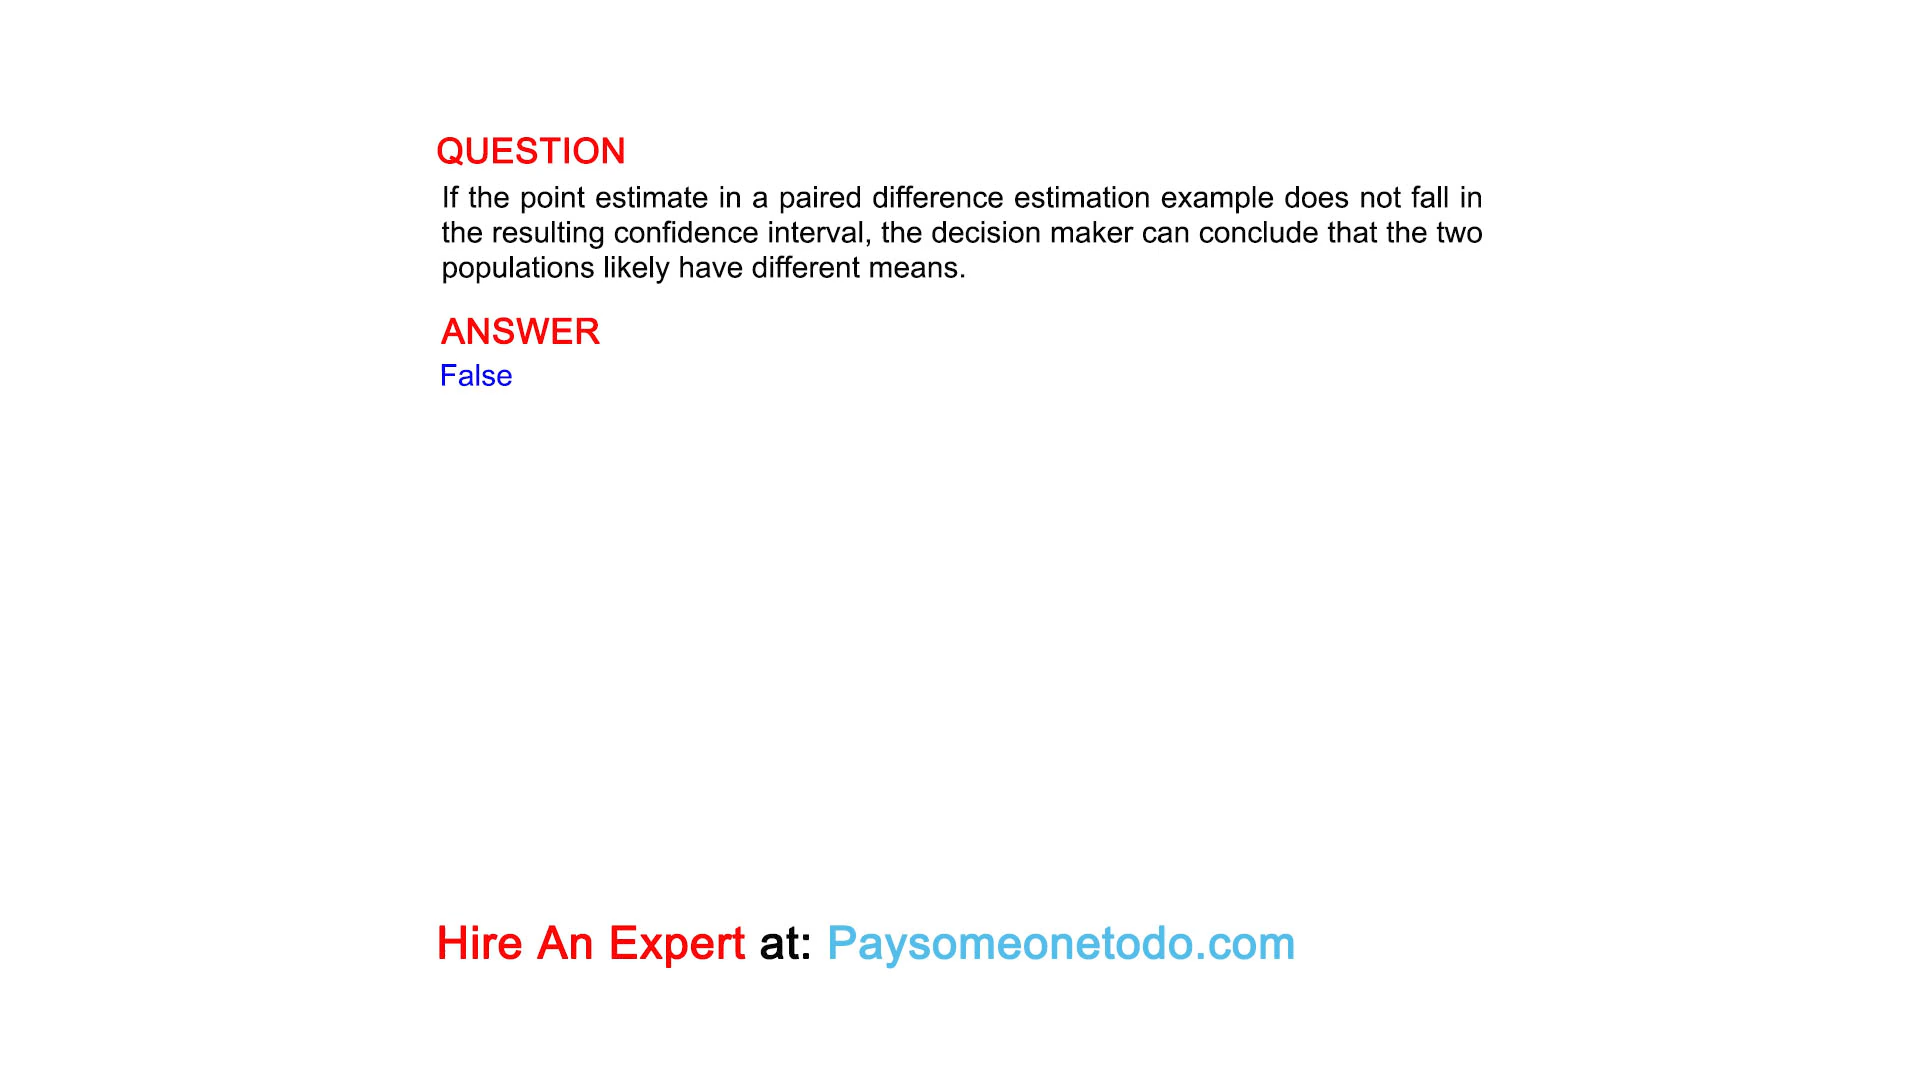 QUESTION
If the point estimate in a paired difference estimation example does not fall in
the resulting confidence interval, the decision maker can conclude that the two
populations likely have different means.
ANSWER
False
Hire An Expert at: Paysomeonetodo.com